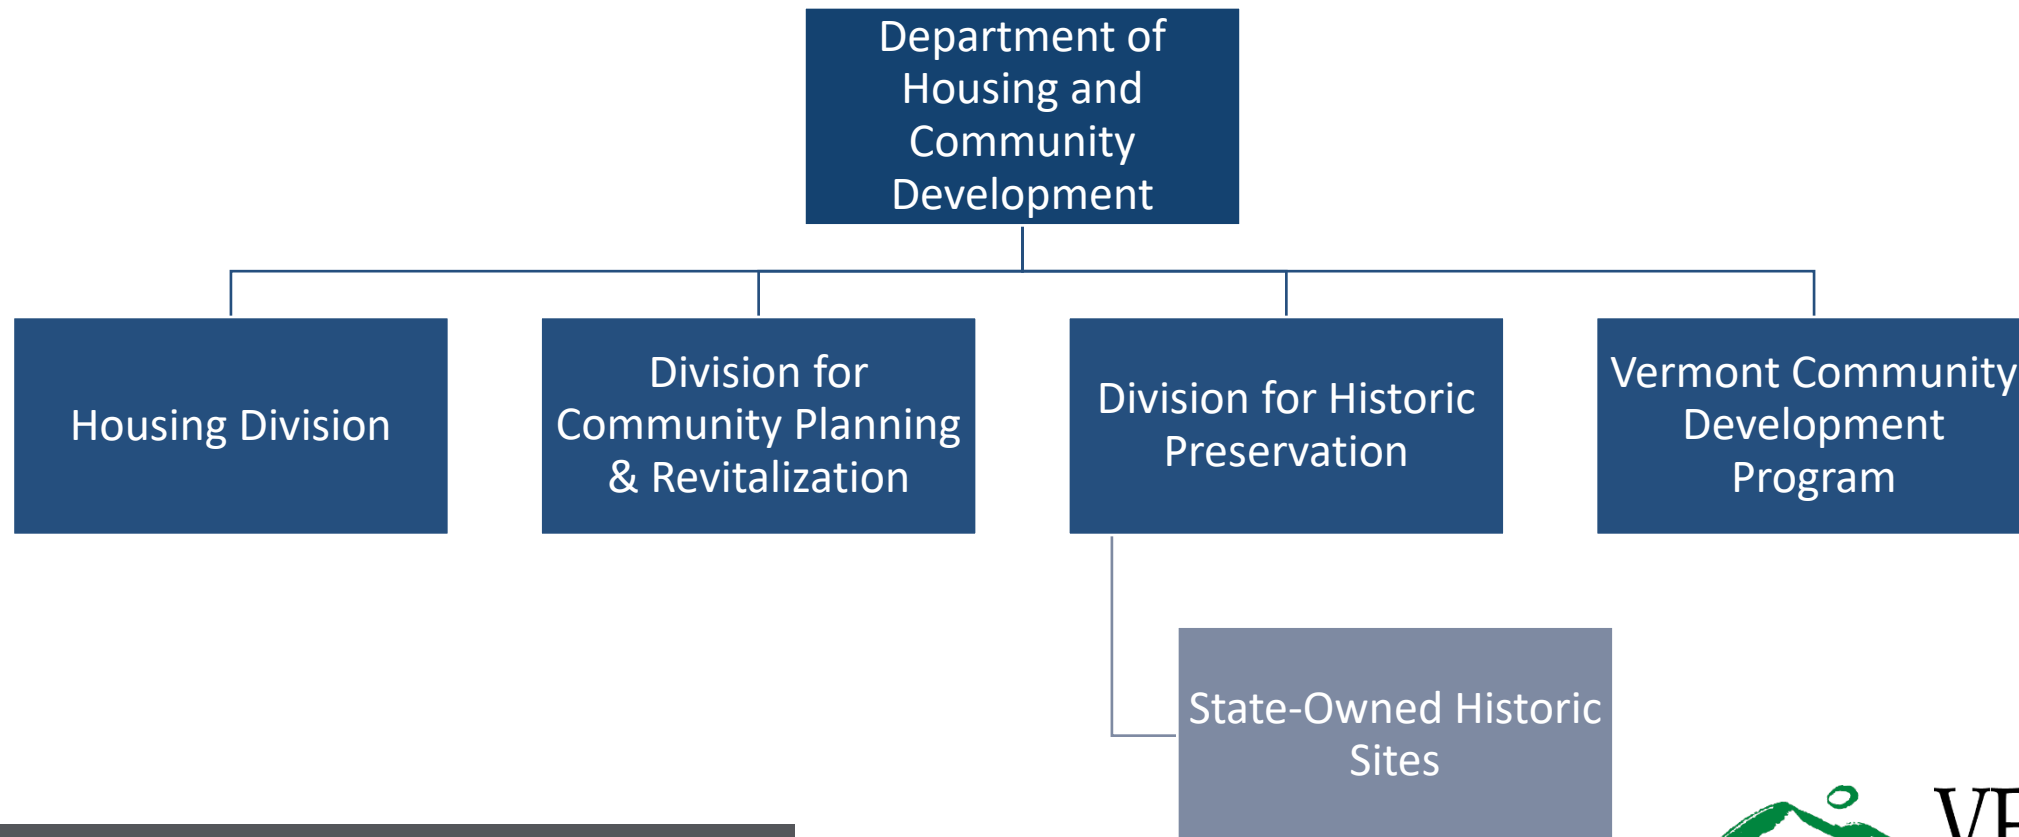 Department of
Housing and
Community
Development
Housing Division
Division for
Community Planning
& Revitalization
Division for Historic
Preservation
Vermont Community
Development
Program
State-Owned Historic
Sites